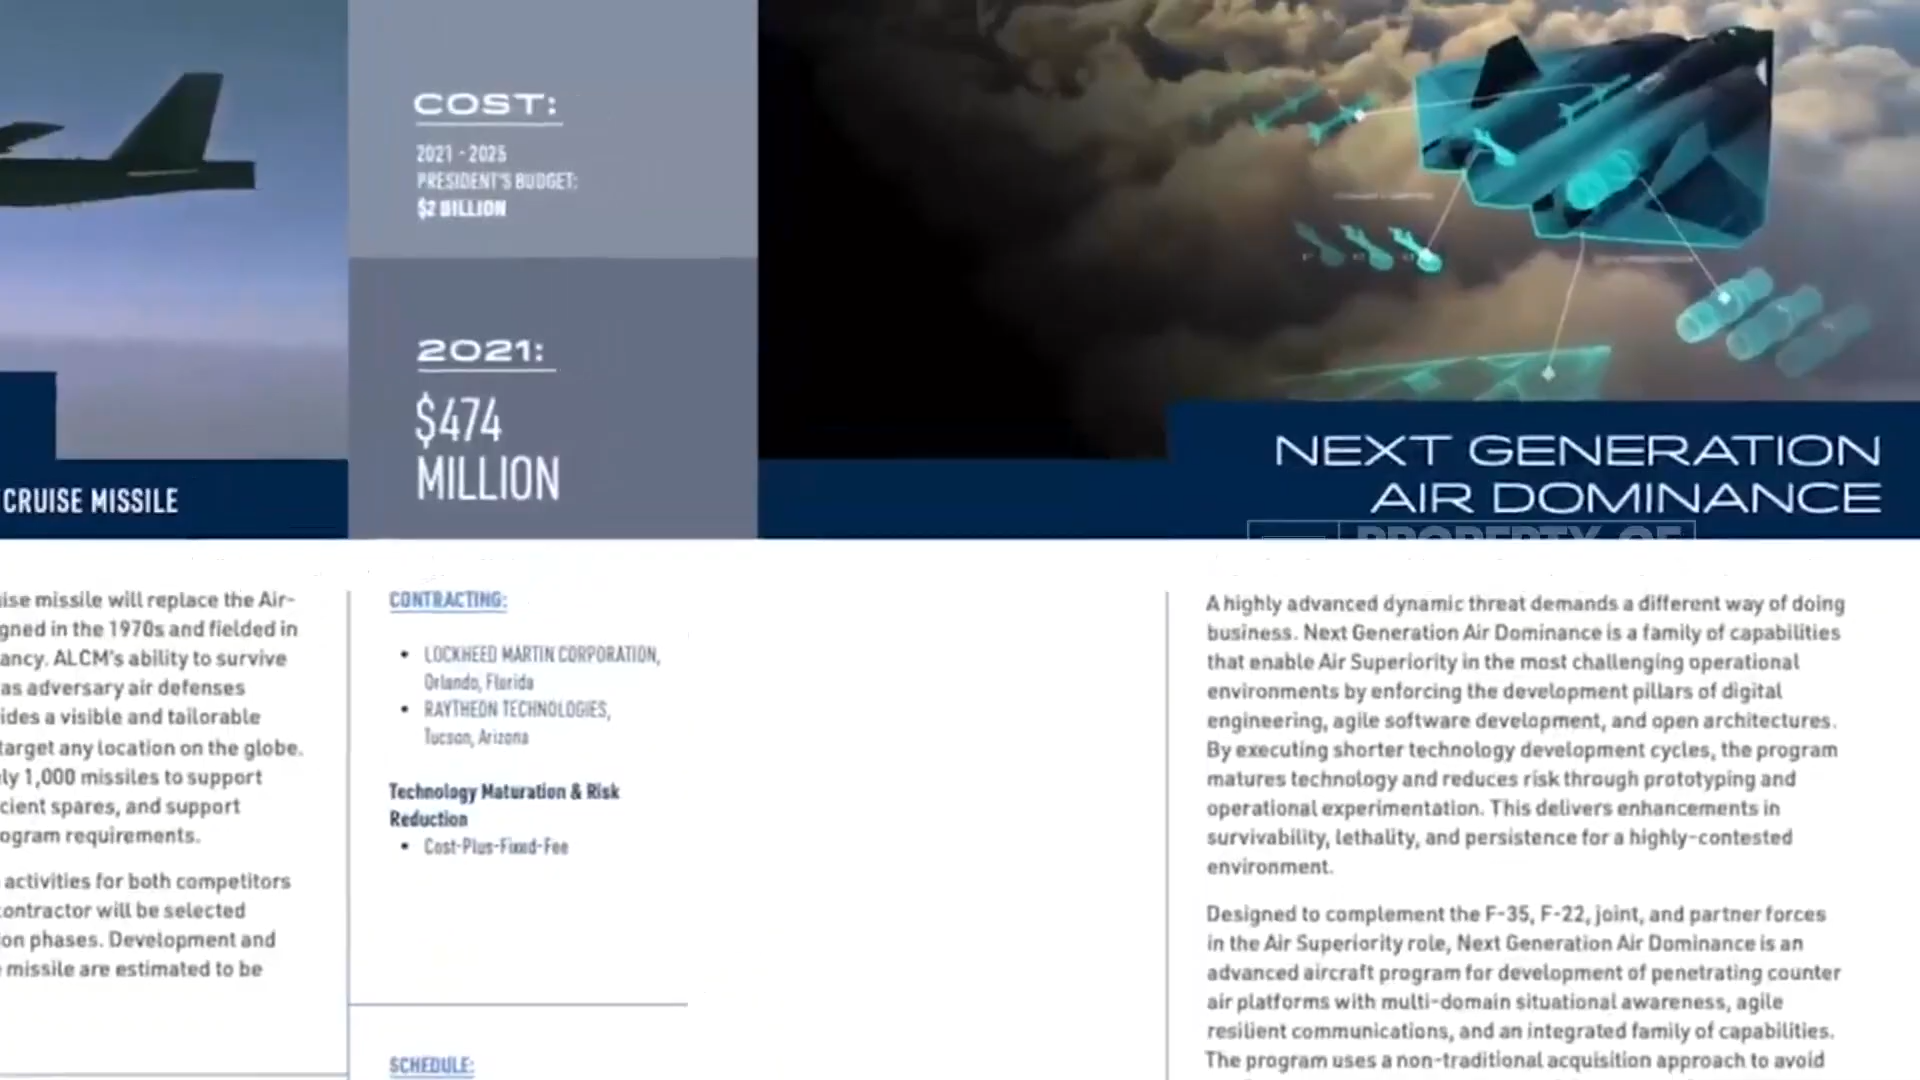 CRUISE MISSILE
ise missile will replace the Air-
gned in the 1970s and fielded in
ancy. ALCM's ability to survive
as adversary air defenses
ides a visible and tailorable
target any location on the globe.
ly 1,000 missiles to support
cient spares, and support
ogram requirements.
activities for both competitors
ontractor will be selected
on phases. Development and
missile are estimated to be
COST:
2021 - 2025
PRESIDENT'S BUDGET:
$2 BILLION
2021:
$474
MILLION
CONTRACTING:
• LOCKHEED MARTIN CORPORATION,
Orlando, Florida
• RAYTHEON TECHNOLOGIES,
Tucson, Arizona
Technology Maturation & Risk
Reduction
• Cost-Plus-Fixed-Fee
SCHEDULE:
NEXT GENERATION
AIR DOMINANCE
PROPERTY OF
A highly advanced dynamic threat demands a different way of doing
business. Next Generation Air Dominance is a family of capabilities
that enable Air Superiority in the most challenging operational
environments by enforcing the development pillars of digital
engineering, agile software development, and open architectures.
By executing shorter technology development cycles, the program
matures technology and reduces risk through prototyping and
operational experimentation. This delivers enhancements in
survivability, lethality, and persistence for a highly-contested
environment.
Designed to complement the F-35, F-22, joint, and partner forces
in the Air Superiority role, Next Generation Air Dominance is an
advanced aircraft program for development of penetrating counter
air platforms with multi-domain situational awareness, agile
resilient communications, and an integrated family of capabilities.
The program uses a non-traditional acquisition approach to avoid